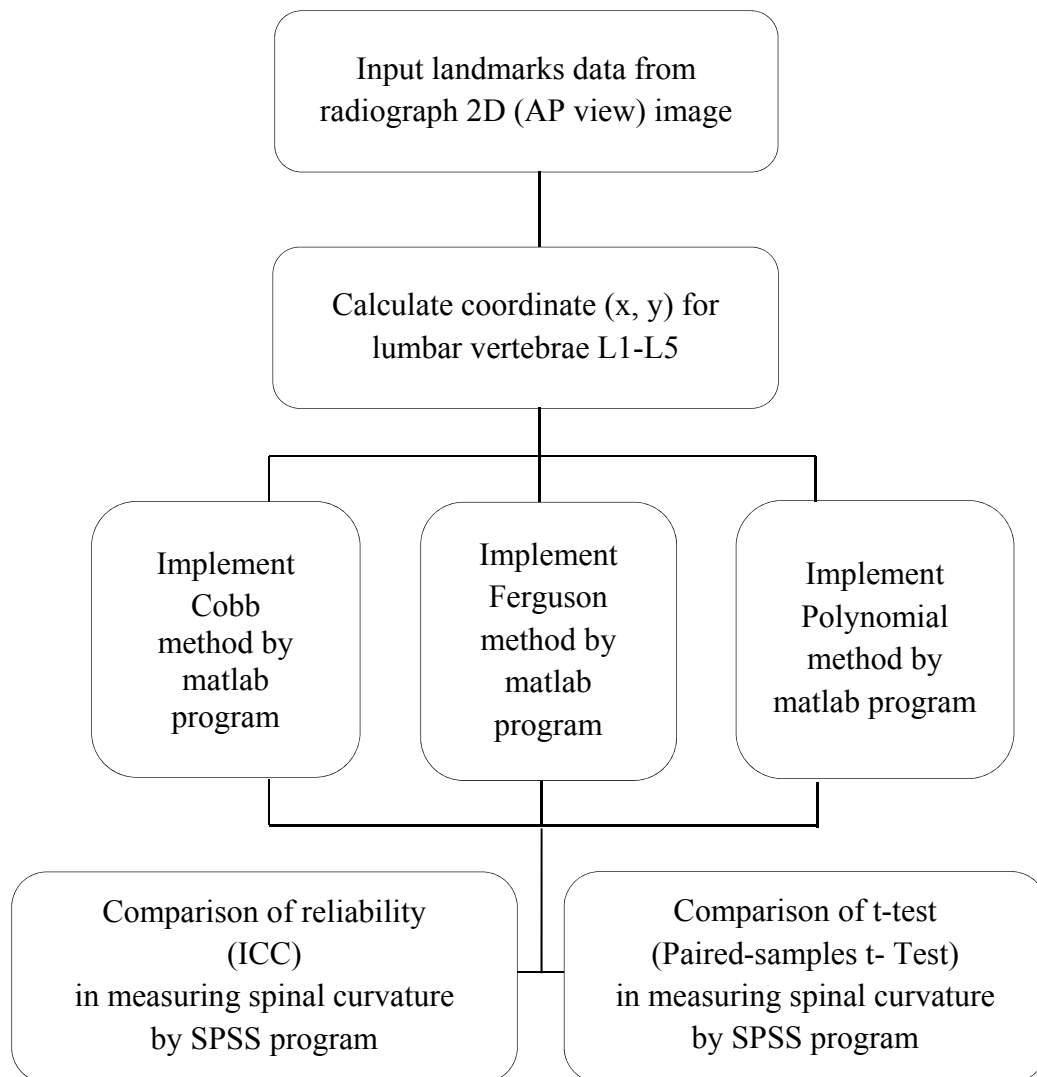 Input landmarks data from
radiograph 2D (AP view) image
Calculate coordinate (x, y) for
lumbar vertebrae L1-L5
Implement
Cobb
method by
matlab
program)
Implement
Ferguson
method by
matlab
program)
Implement
Polynomial
method by
matlab program)
Comparison of reliability
(ICC)
in measuring spinal curvature
by SPSS program)
Comparison of t-test
(Paired-samples t- Test)
in measuring spinal curvature
by SPSS program)